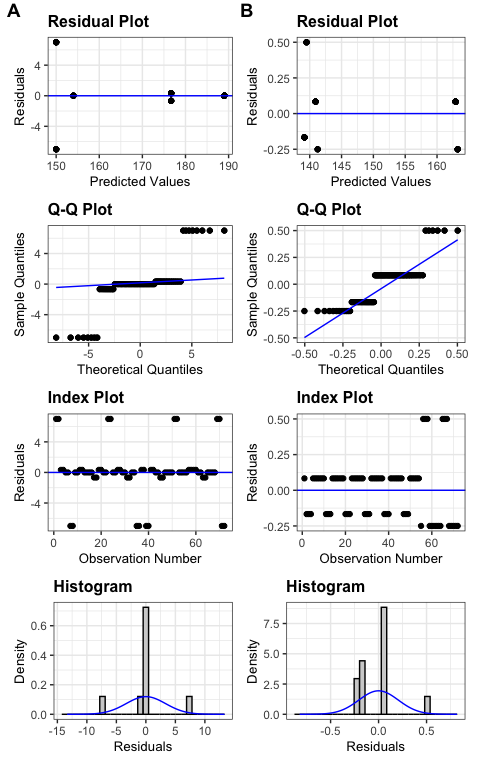 A
B
Residual Plot
Residual Plot
4
0
-4
Residuals
150 160 170 180 190
Predicted Values
0.50
0.25
0.00
-0.25
Residuals
140 145 150 155 160
Predicted Values
Q-Q Plot
Q-Q Plot
4
0
-4
Sample Quantiles
-5 0 5
Theoretical Quantiles
0.50
0.25
0.00
-0.25
-0.50
Sample Quantiles
-0.50 -0.25 0.00 0.25 0.50
Theoretical Quantiles
Index Plot
Index Plot
4
0
-4
Residuals
0 20 40 60
Observation Number
0.50
0.25
0.00
-0.25
Residuals
0 20 40 60
Observation Number
Histogram
Histogram
0.6
0.4
0.2
0.0
Density
-15 -10 -5 0 5 10
Residuals
7.5
5.0
2.5
0.0
Density
-0.5 0.0 0.5
Residuals